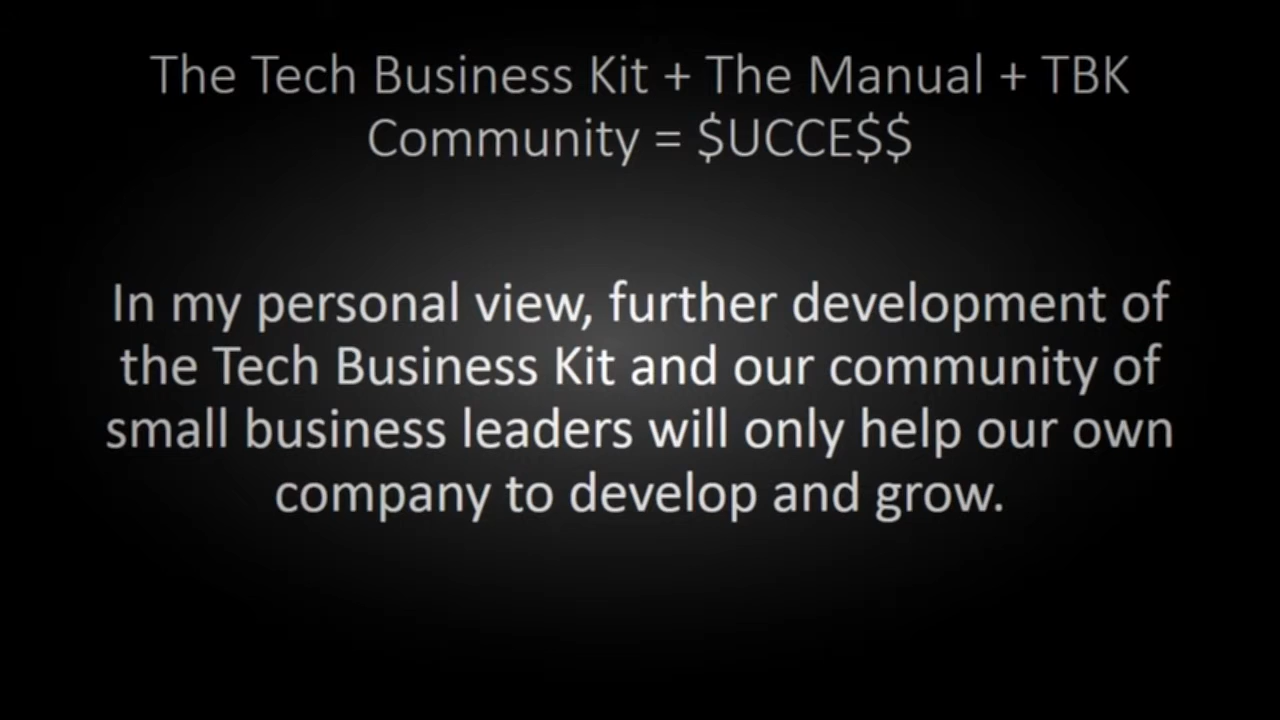 The Tech Business Kit + The Manual + TBK
Community = $UCCE$$
In my personal view, further development of
the Tech Business Kit and our community of
small business leaders will only help our own
company to develop and grow.